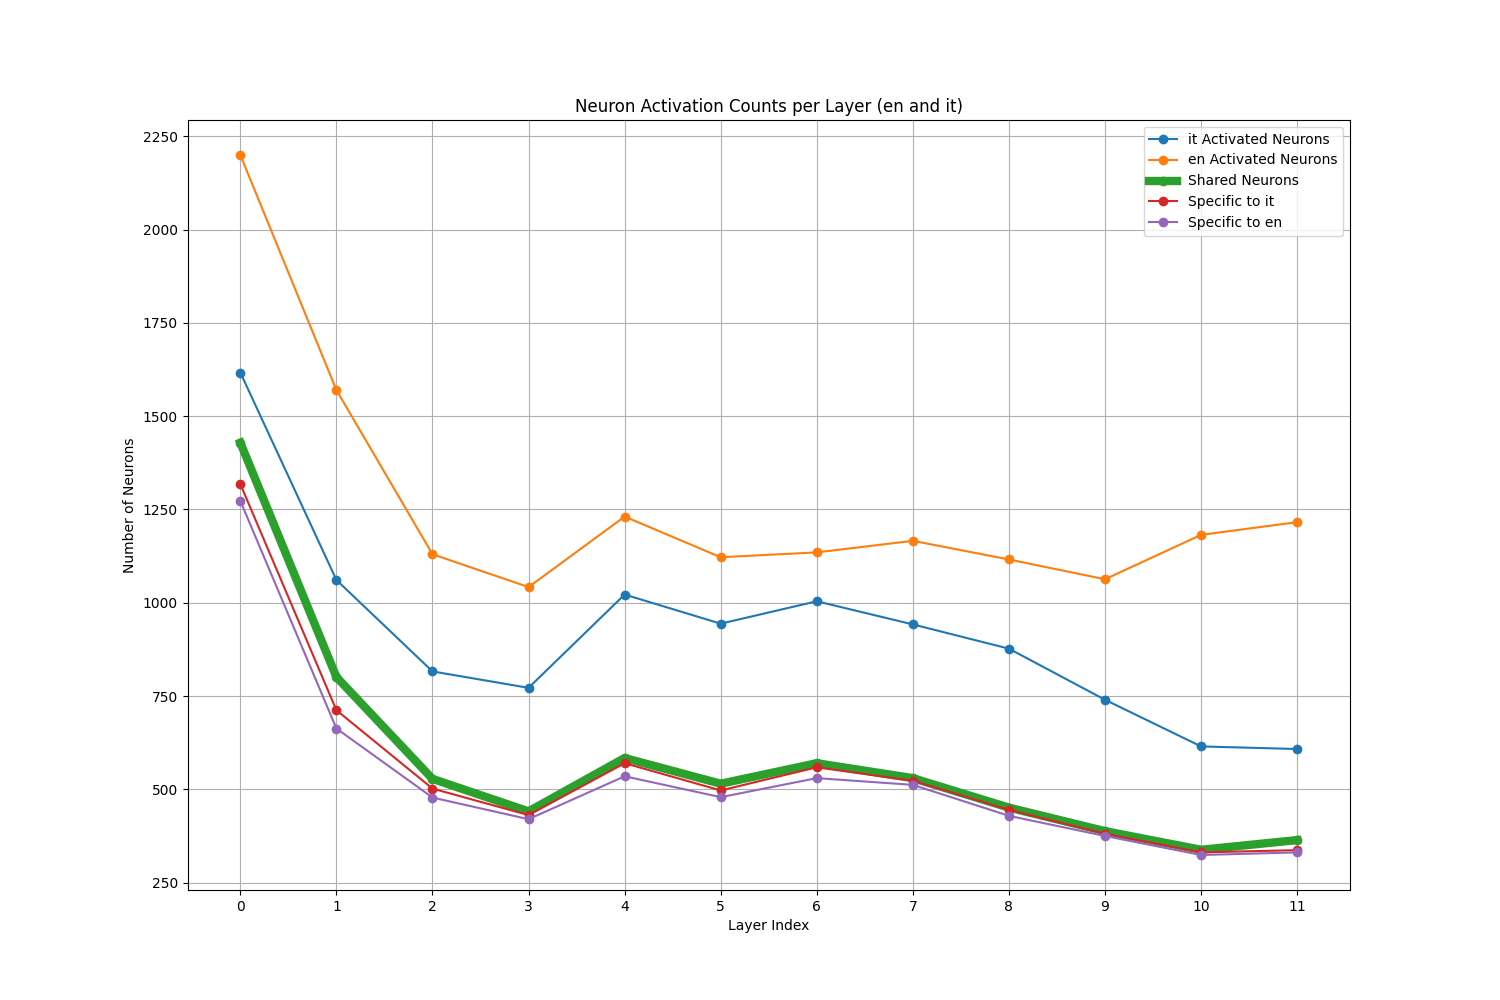 Neuron Activation Counts per Layer (en and it)
it Activated Neurons
en Activated Neurons
Shared Neurons
Specific to it
Specific to en
Number of Neurons
2250
2000
1750
1500
1250
1000
750
500
250
0 1 2 3 4 5 6 7 8 9 10 11
Layer Index